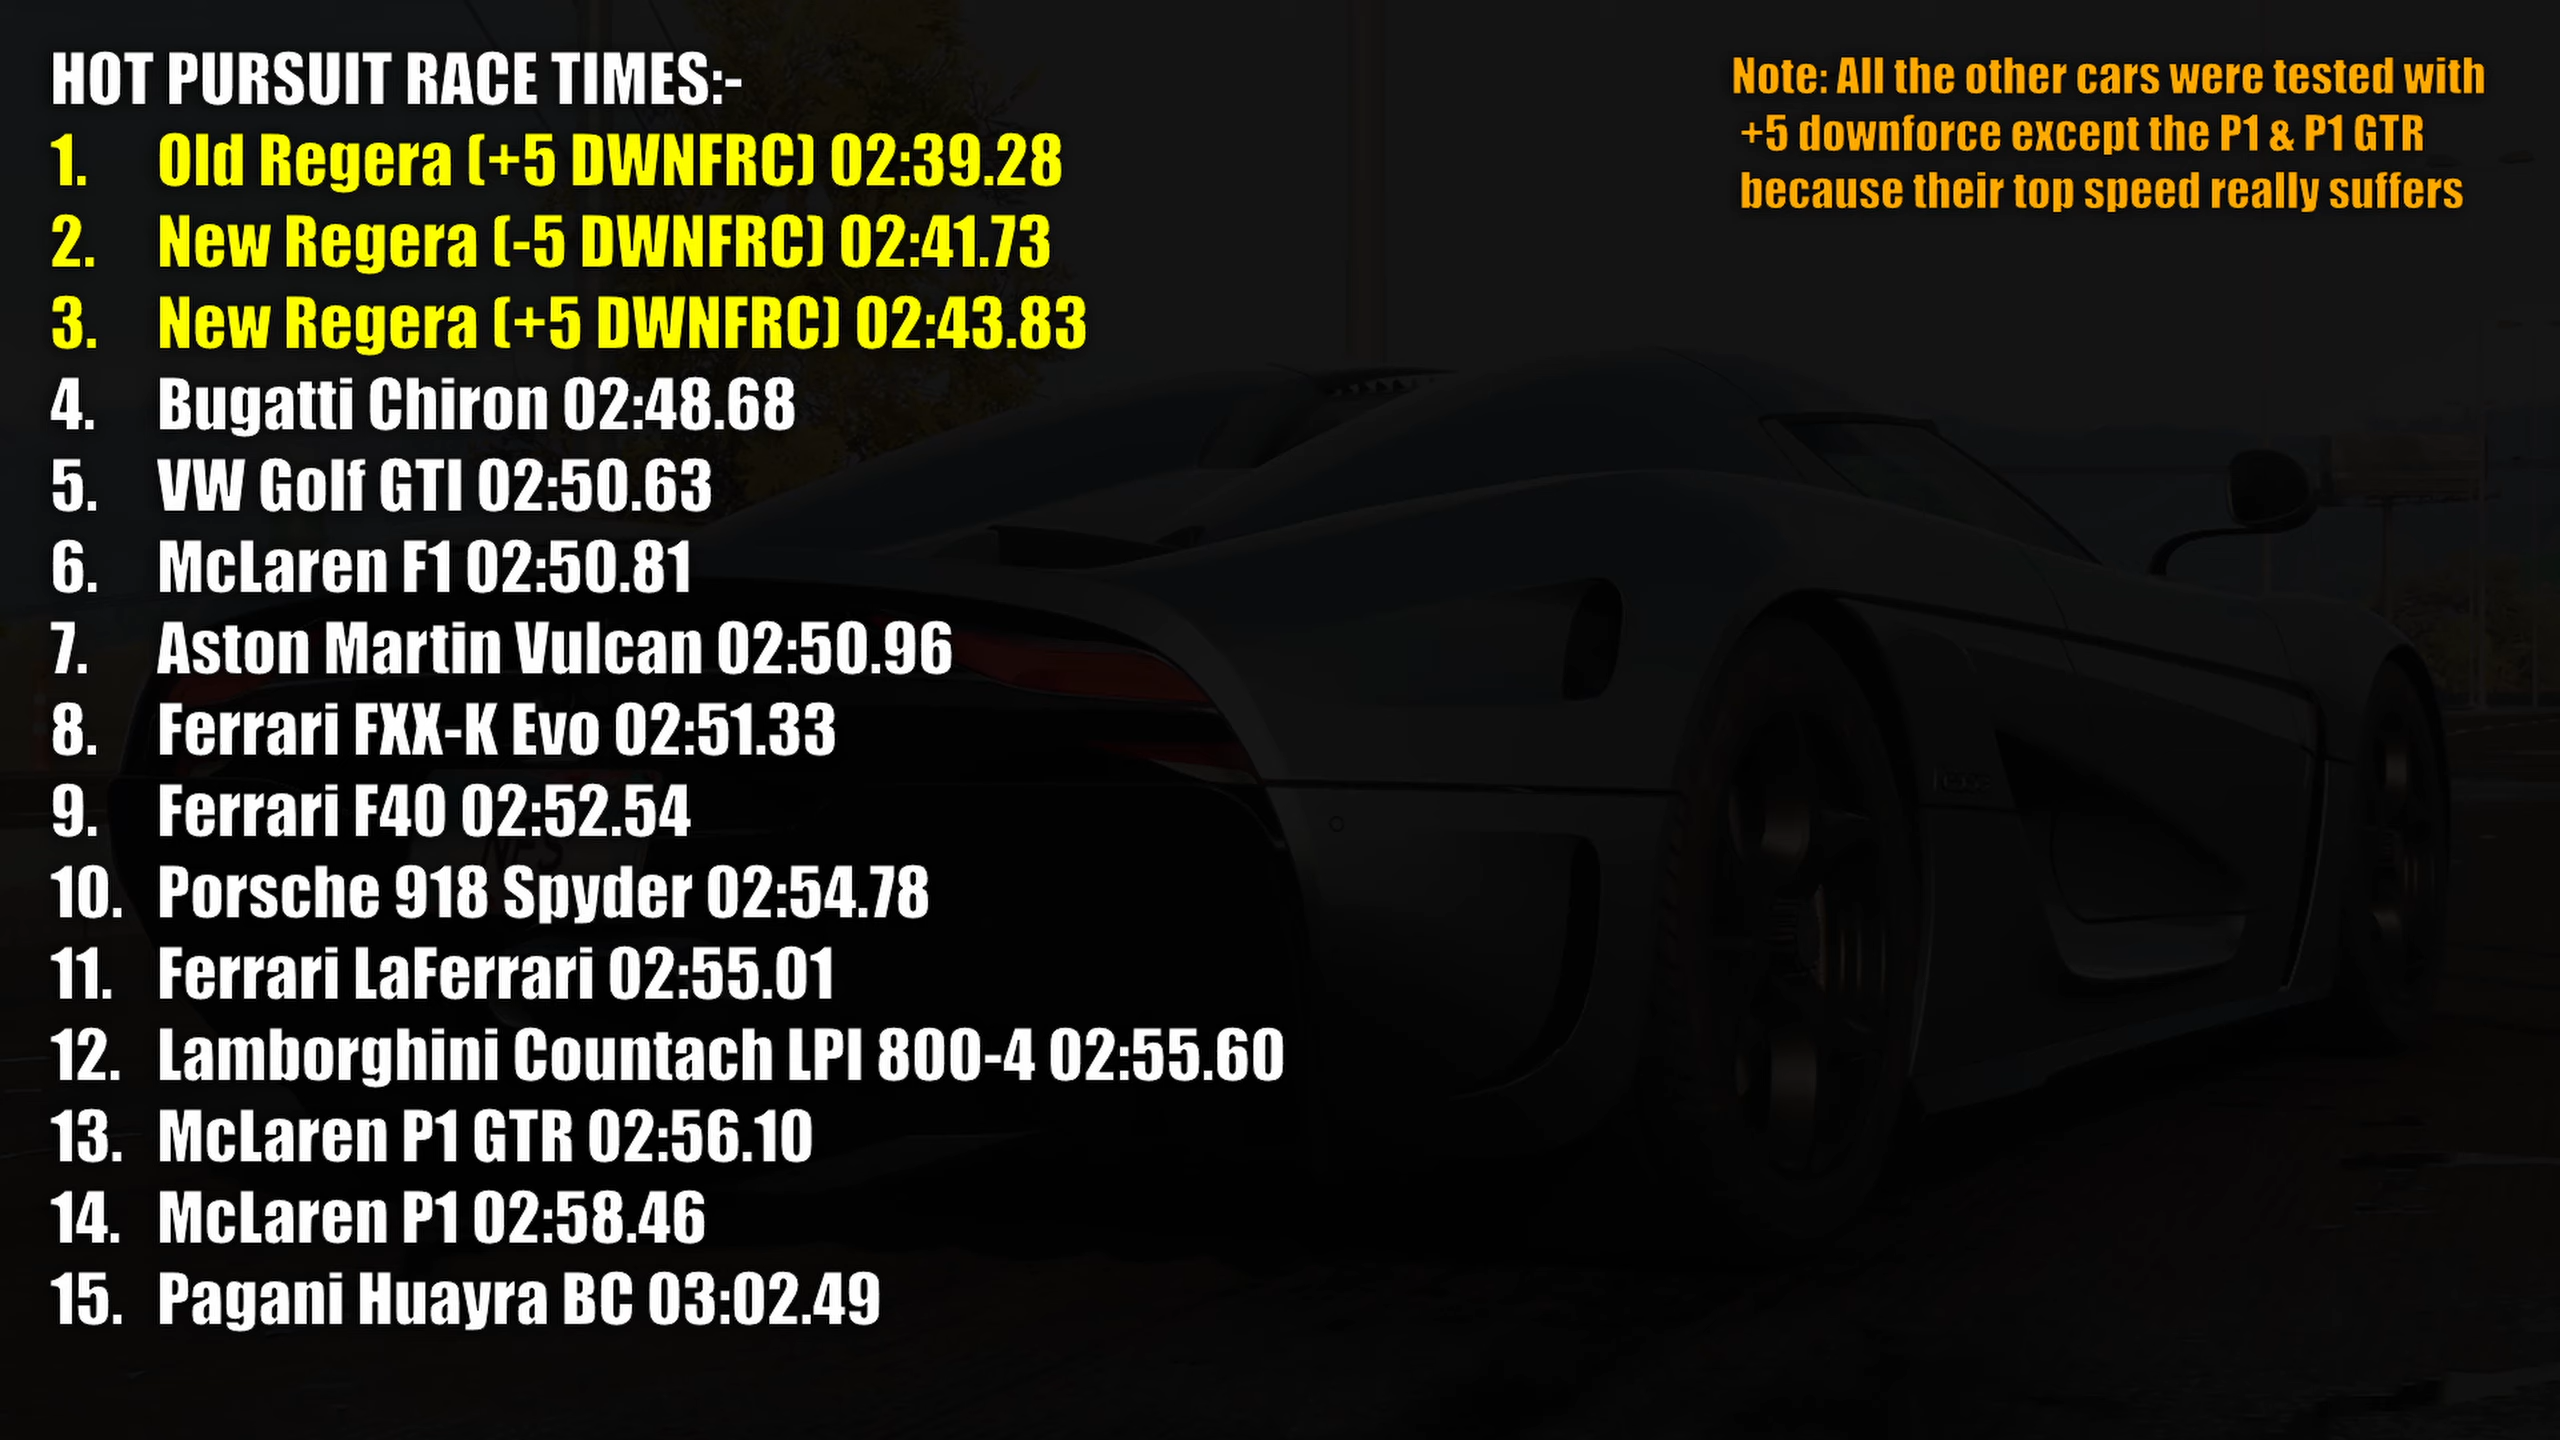 HOT PURSUIT RACE TIMES:-
1. Old Regera (+5 DWNFRC) 02:39.28
2. New Regera (-5 DWNFRC) 02:41.73
3. New Regera (+5 DWNFRC) 02:43.83
4. Bugatti Chiron 02:48.68
5. VW Golf GTI 02:50.63
6. McLaren F1 02:50.81
7. Aston Martin Vulcan 02:50.96
8. Ferrari FXX-K Evo 02:51.33
9. Ferrari F40 02:52.54
10. Porsche 918 Spyder 02:54.78
11. Ferrari LaFerrari 02:55.01
12. Lamborghini Countach LPI 800-4 02:55.60
13. McLaren P1 GTR 02:56.10
14. McLaren P1 02:58.46
15. Pagani Huayra BC 03:02.49
Note: All the other cars were tested with
+5 downforce except the P1 & P1 GTR
because their top speed really suffers
NFS